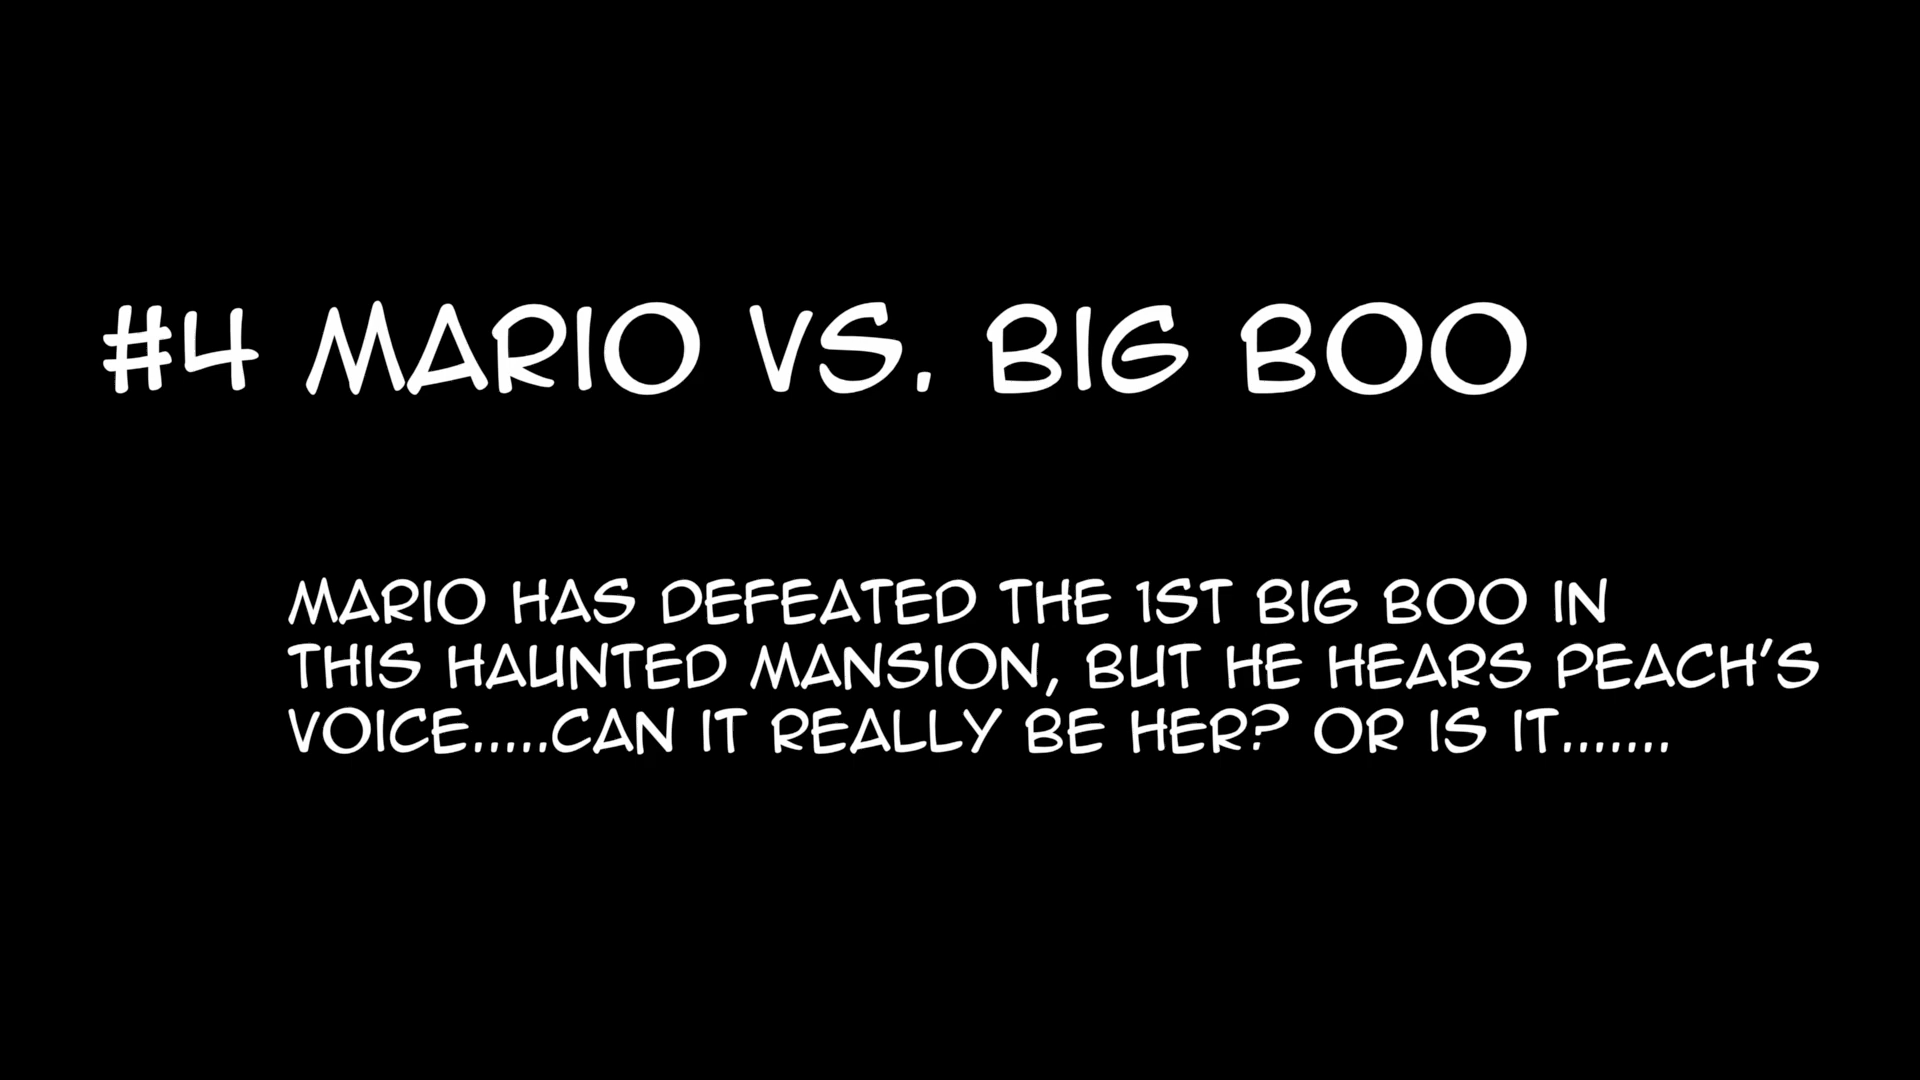 #4 MARIO VS. BIG BOO
MARIO HAS DEFEATED THE 1ST BIG BOO IN
THIS HAUNTED MANSION, BUT HE HEARS PEACH'S
VOICE.....CAN IT REALLY BE HER? OR IS IT.......